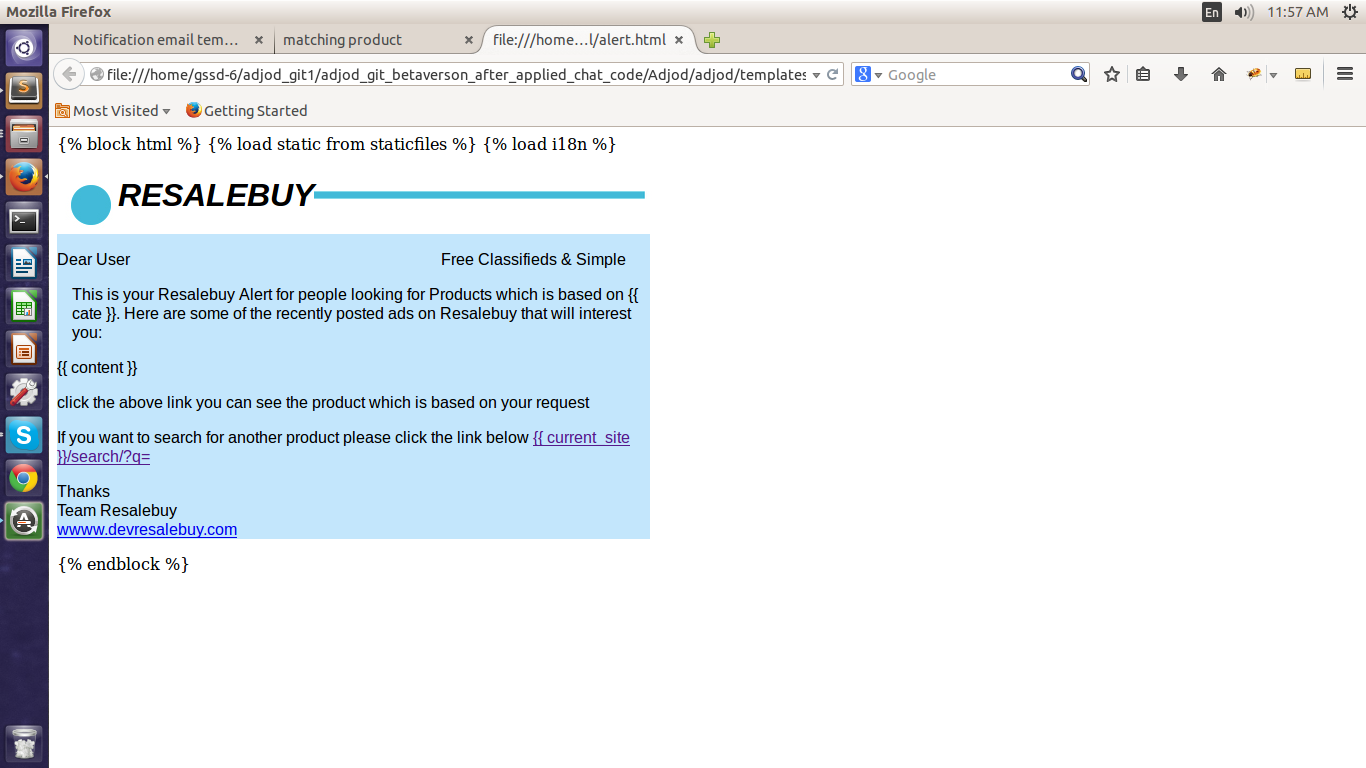 Mozilla Firefox
En
11:57 AM
Notification email tem...
matching product
file:///home...l/alert.html
file:///home/gssd-6/adjod_git1/adjod_git_betaverson_after_applied_chat_code/Adjod/adjod/templates
8
Google
Most Visited
Getting Started
{% block html %} {% load static from staticfiles %} {% load i18n %}
RESALEBUY
Dear User
Free Classifieds & Simple
This is your Resalebuy Alert for people looking for Products which is based on {{
cate }}. Here are some of the recently posted ads on Resalebuy that will interest
you:
{{ content }}
click the above link you can see the product which is based on your request
If you want to search for another product please click the link below {{ current_site
}}/search/?q=
Thanks
Team Resalebuy
wwww.devresalebuy.com
{% endblock %}